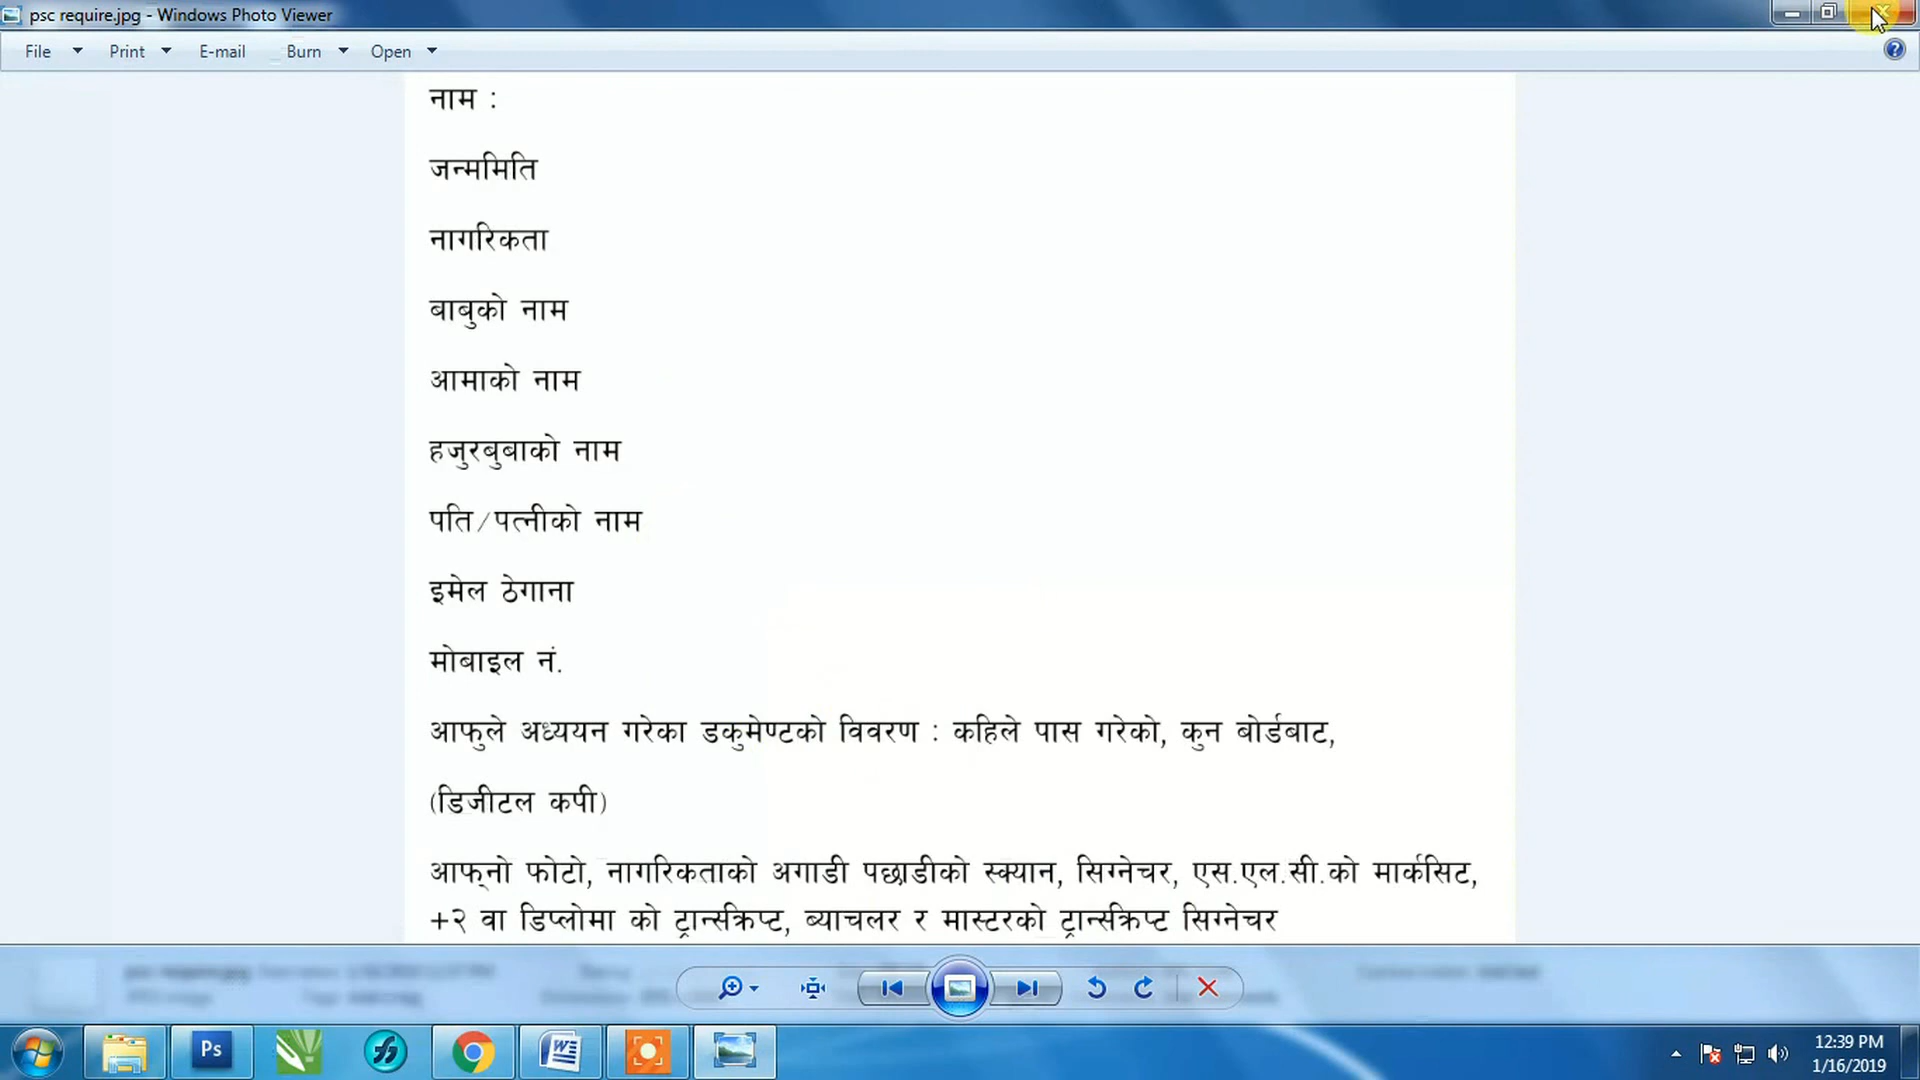 psc require.jpg - Windows Photo Viewer
File Print E-mail Burn Open
नाम :
जन्ममिति
नागरिकता
बाबुको नाम
आमाको नाम
हजुरबुबाको नाम
पति/पत्नीको नाम
इमेल ठेगाना
मोबाइल नं.
आफुले अध्ययन गरेका डकुमेण्टको विवरण : कहिले पास गरेको, कुन बोर्डबाट,
(डिजीटल कपी)
आफ्नो फोटो, नागरिकताको अगाडी पछाडीको स्क्यान, सिग्नेचर, एस.एल.सी.को मार्कसिट,
+२ वा डिप्लोमा को ट्रान्सक्रिप्ट, ब्याचलर र मास्टरको ट्रान्सक्रिप्ट सिग्नेचर
Ps
12:39 PM
1/16/2019